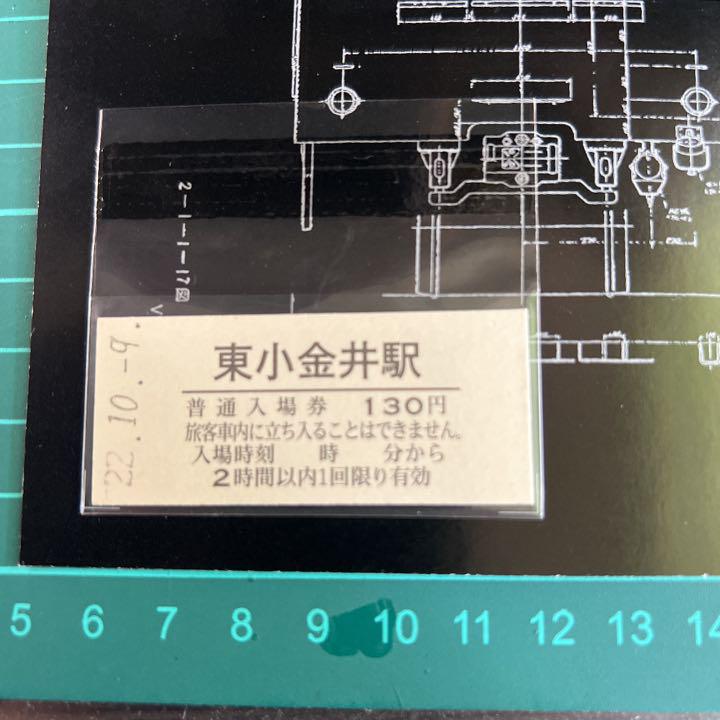 2-1-1-17図
東小金井駅
普通入場券 130円
旅客車内に立ち入ることはできません。
入場時刻 時 分から
2時間以内1回限り有効
22.10.-9.
5 6 7 8 9 10 11 12 13 14